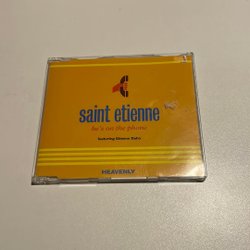 saint etienne
he's on the phone
featuring Etienne Daho
HEAVENLY